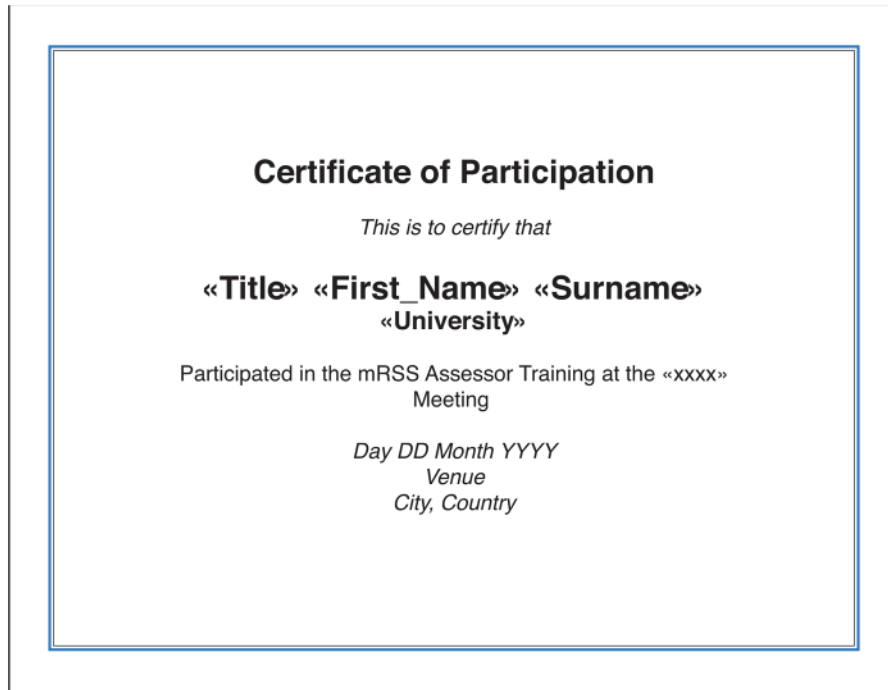 Certificate of Participation
This is to certify that
«Title» «First_Name» «Surname»
«University»
Participated in the mRSS Assessor Training at the «xxxx»
Meeting
Day DD Month YYYY
Venue
City, Country